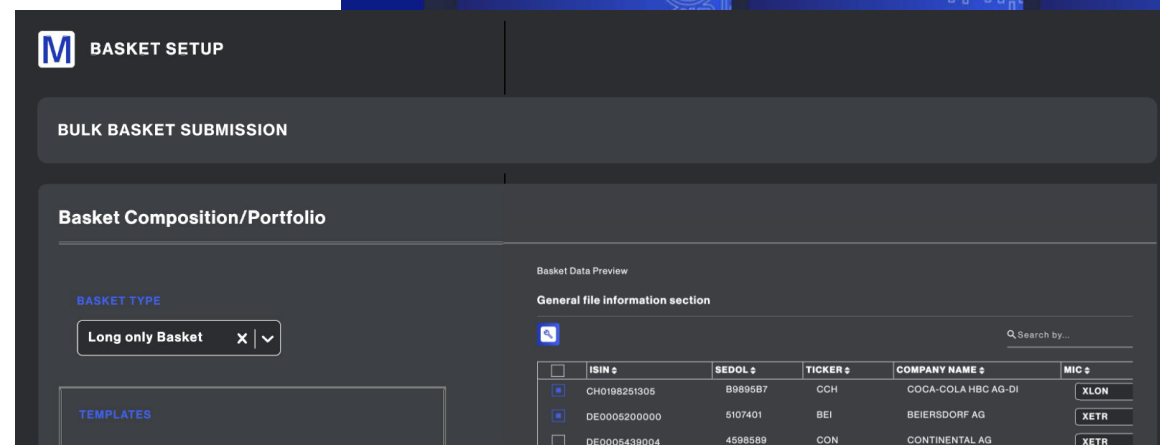 M BASKET SETUP
BULK BASKET SUBMISSION
Basket Composition/Portfolio
Basket Data Preview
BASKET TYPE
General file information section
Long only Basket
Search by...
ISIN SEDOL TICKER COMPANY NAME MIC
CH0198251305 B9895B7 CCH COCA-COLA HBC AG-DI XLON
TEMPLATES
DE0005200000 5107401 BEI BEIERSDORF AG XETR
DE0005439004 4598589 CON CONTINENTAL AG XETR